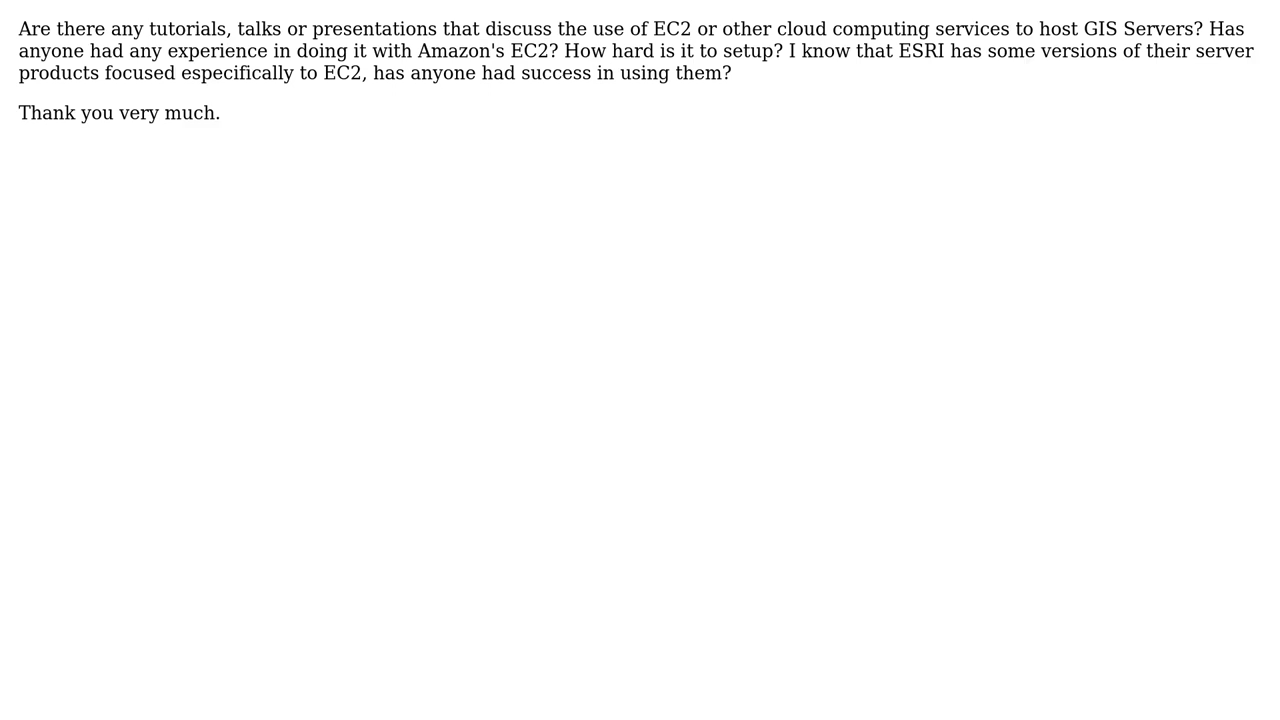 Are there any tutorials, talks or presentations that discuss the use of EC2 or other cloud computing services to host GIS Servers? Has
anyone had any experience in doing it with Amazon's EC2? How hard is it to setup? I know that ESRI has some versions of their server
products focused especifically to EC2, has anyone had success in using them?
Thank you very much.